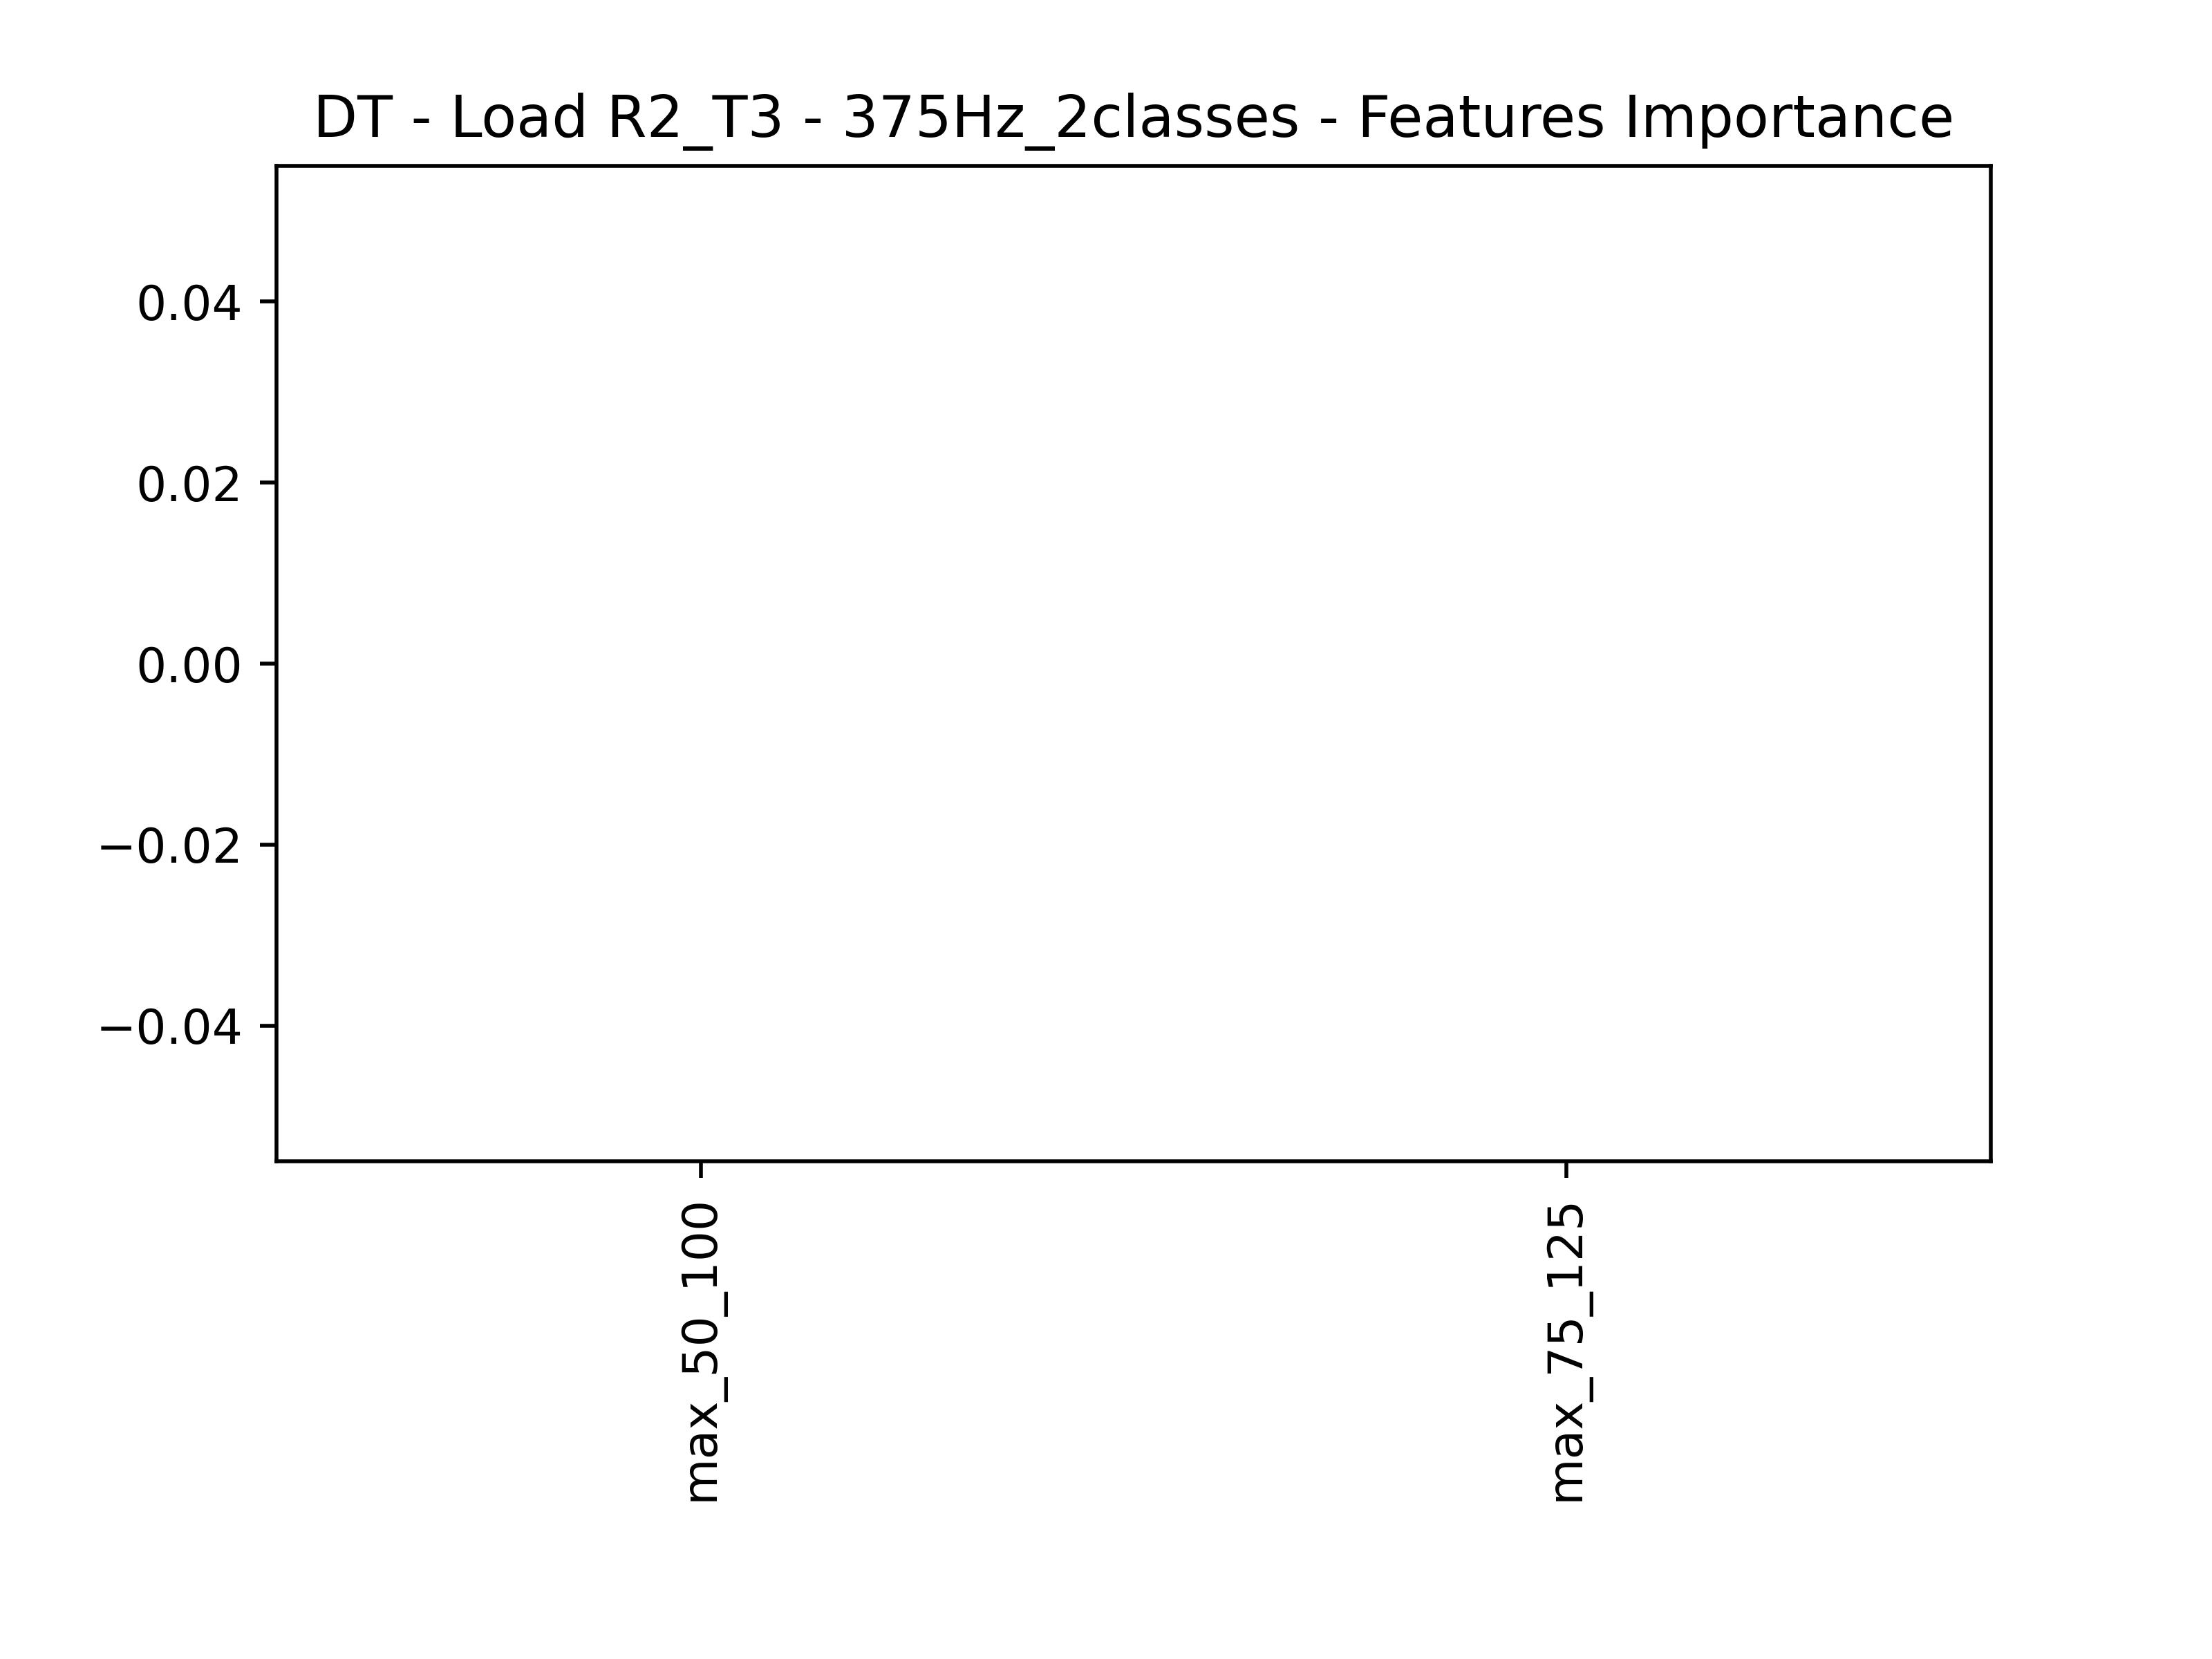 DT - Load R2_T3 - 375Hz_2classes - Features Importance
0.04
0.02
0.00
−0.02
−0.04
max_50_100
max_75_125